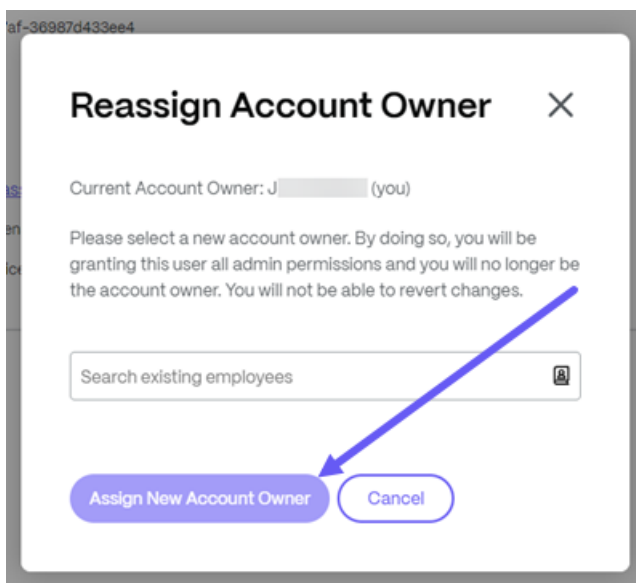 af-36987d433ee4
Reassign Account Owner
Current Account Owner: J (you)
Please select a new account owner. By doing so, you will be
granting this user all admin permissions and you will no longer be
the account owner. You will not be able to revert changes.
Search existing employees
Assign New Account Owner
Cancel